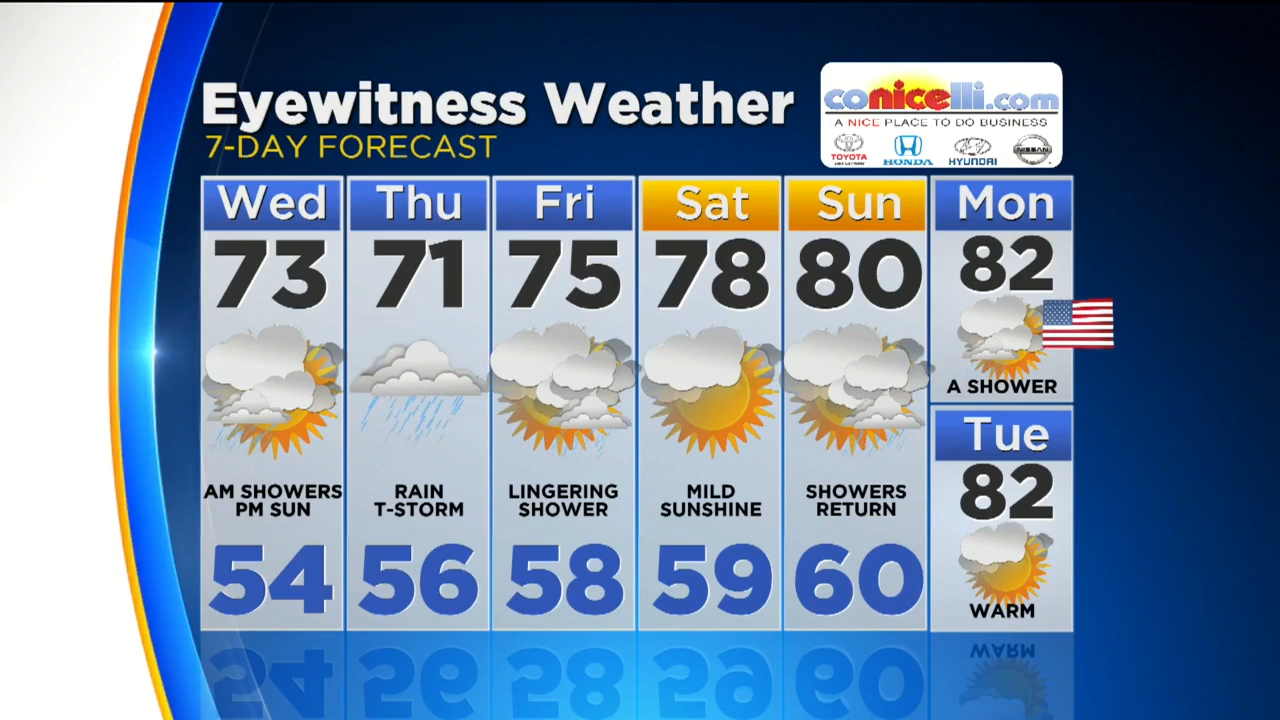 Eyewitness Weather
7-DAY FORECAST
conicelli.com
A NICE PLACE TO DO BUSINESS
TOYOTA
HONDA
HYUNDAI
NISSAN
Wed
73
AM SHOWERS
PM SUN
54
Thu
71
RAIN
T-STORM
56
Fri
75
LINGERING
SHOWER
58
Sat
78
MILD
SUNSHINE
59
Sun
80
SHOWERS
RETURN
60
Mon
82
A SHOWER
Tue
82
WARM